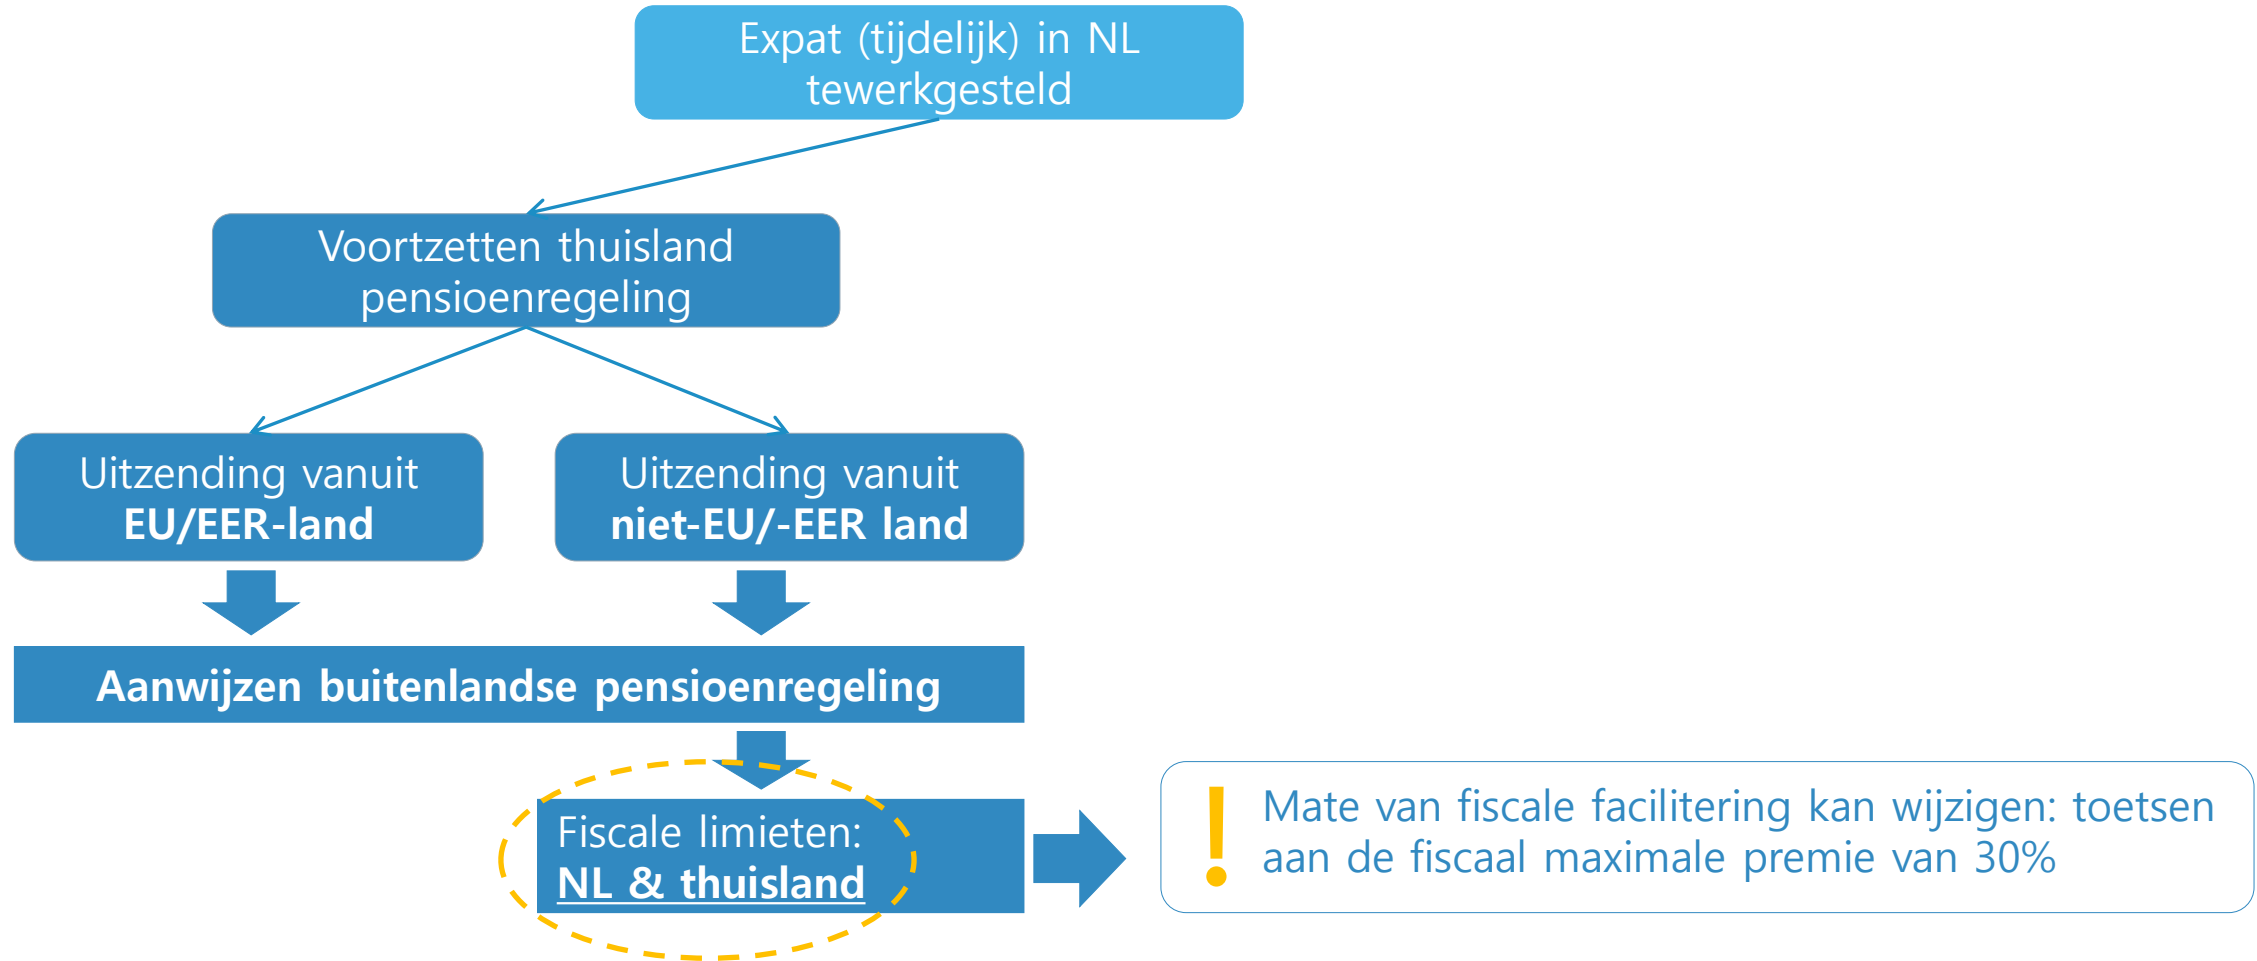 Expat (tijdelijk) in NL
tewerkgesteld
Voortzetten thuisland
pensioenregeling
Uitzending vanuit
EU/EER-land
Uitzending vanuit
niet-EU/-EER land
Aanwijzen buitenlandse pensioenregeling
Fiscale limieten:
NL & thuisland
!
Mate van fiscale facilitering kan wijzigen: toetsen
aan de fiscaal maximale premie van 30%